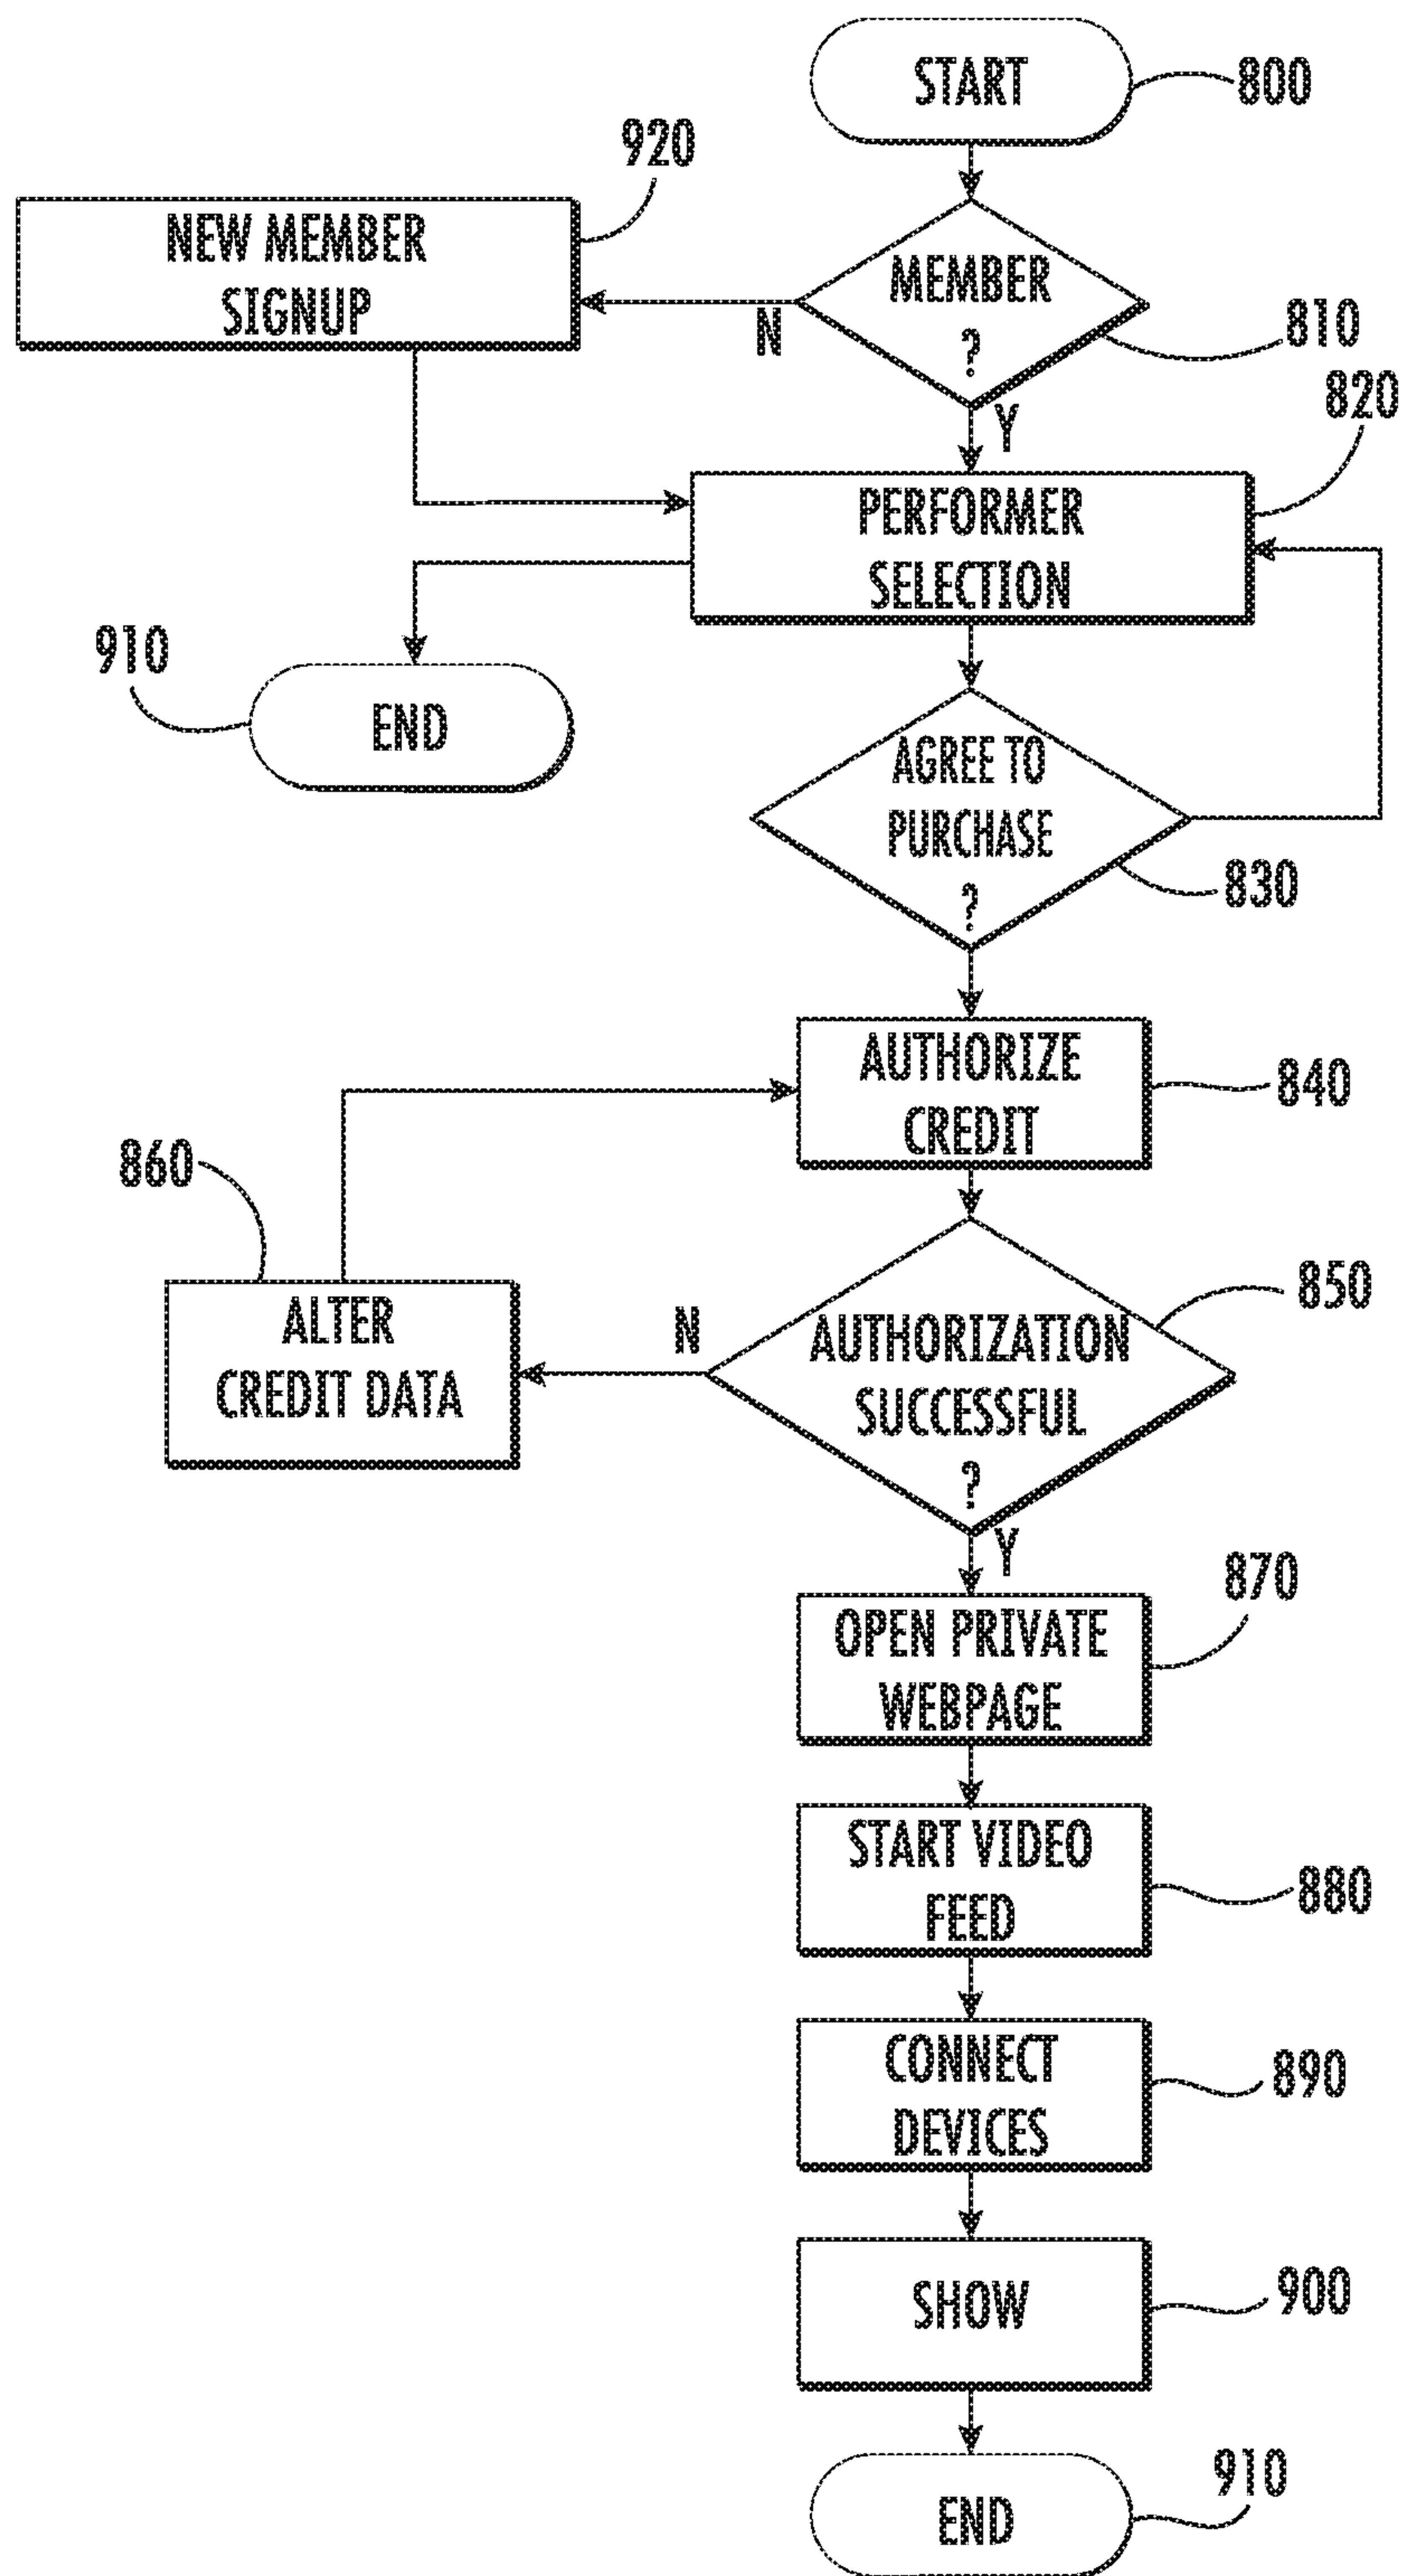 START
800
920
NEW MEMBER
SIGNUP
MEMBER
?
N
810
Y
820
PERFORMER
SELECTION
910
END
AGREE TO
PURCHASE
?
830
AUTHORIZE
CREDIT
840
860
ALTER
CREDIT DATA
N
850
AUTHORIZATION
SUCCESSFUL
?
Y
870
OPEN PRIVATE
WEBPAGE
START VIDEO
FEED
880
CONNECT
DEVICES
890
SHOW
900
END
910